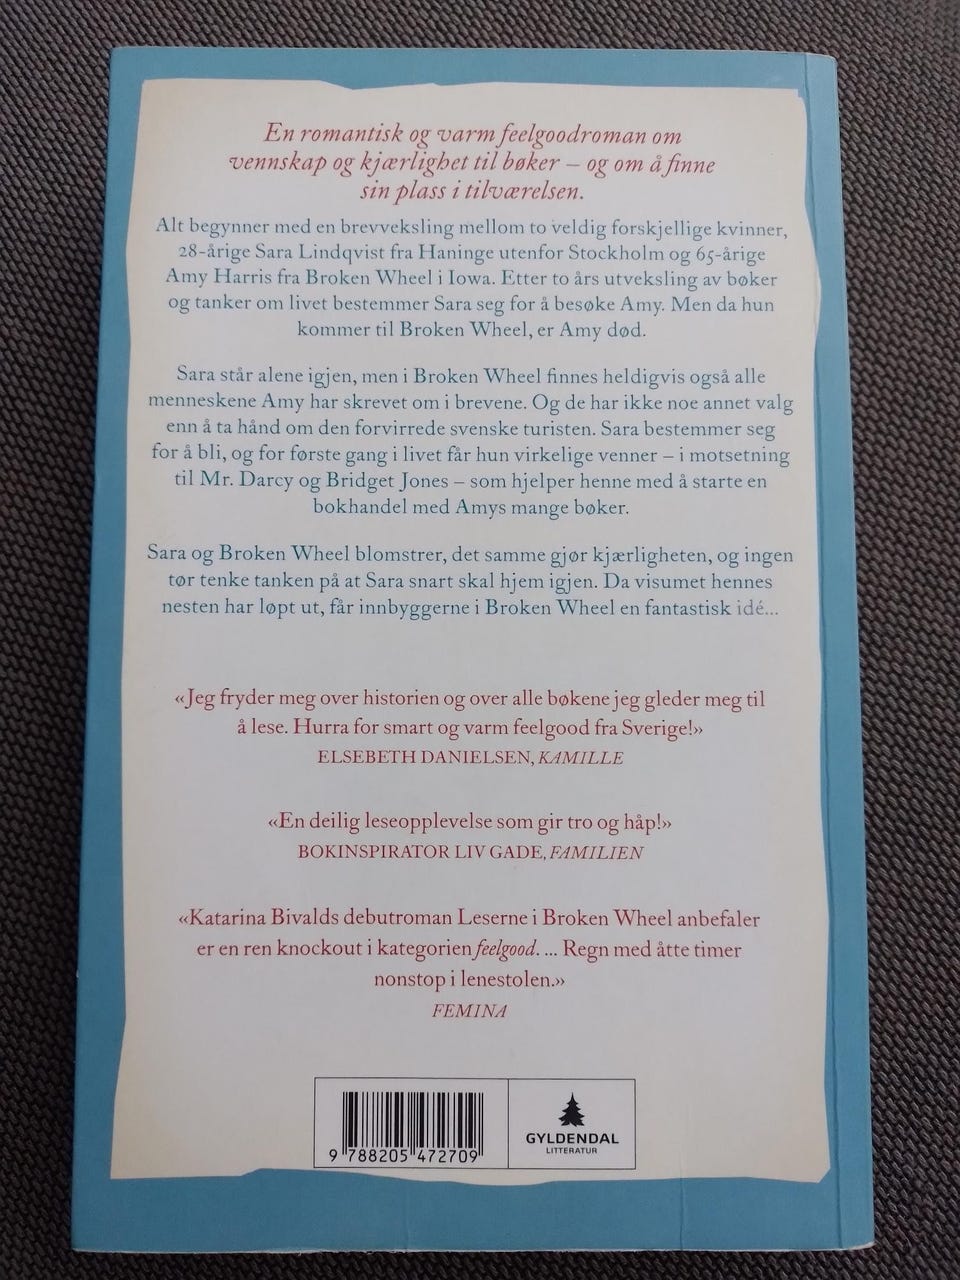 En romantisk og varm feelgoodroman om
vennskap og kjærlighet til bøker – og om å finne
sin plass i tilværelsen.
Alt begynner med en brevveksling mellom to veldig forskjellige kvinner,
28-årige Sara Lindqvist fra Haninge utenfor Stockholm og 65-årige
Amy Harris fra Broken Wheel i Iowa. Etter to års utveksling av bøker
og tanker om livet bestemmer Sara seg for å besøke Amy. Men da hun
kommer til Broken Wheel, er Amy død.
Sara står alene igjen, men i Broken Wheel finnes heldigvis også alle
menneskene Amy har skrevet om i brevene. Og de har ikke noe annet valg
enn å ta hånd om den forvirrede svenske turisten. Sara bestemmer seg
for å bli, og for første gang i livet får hun virkelige venner – i motsetning
til Mr. Darcy og Bridget Jones – som hjelper henne med å starte en
bokhandel med Amys mange bøker.
Sara og Broken Wheel blomstrer, det samme gjør kjærligheten, og ingen
tør tenke tanken på at Sara snart skal hjem igjen. Da visumet hennes
nesten har løpt ut, får innbyggerne i Broken Wheel en fantastisk idé...
«Jeg fryder meg over historien og over alle bøkene jeg gleder meg til
å lese. Hurra for smart og varm feelgood fra Sverige!»
ELSEBETH DANIELSEN, KAMILLE
«En deilig leseopplevelse som gir tro og håp!»
BOKINSPIRATOR LIV GADE, FAMILIEN
«Katarina Bivalds debutroman Leserne i Broken Wheel anbefaler
er en ren knockout i kategorien feelgood. ... Regn med åtte timer
nonstop i lenestolen.»
FEMINA
9 788205 472709
GYLDENDAL
LITTERATUR